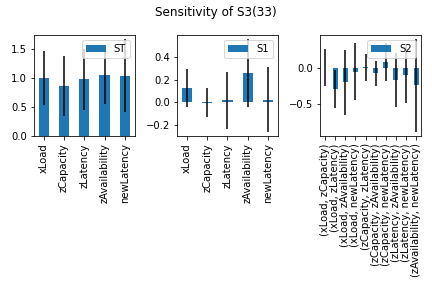 Sensitivity of S3(33)
ST
1.5
1.0
0.5
0.0
xLoad
zCapacity
zLatency
zAvailability
newLatency
S1
0.4
0.2
0.0
−0.2
xLoad
zCapacity
zLatency
zAvailability
newLatency
S2
0.0
−0.5
(xLoad, zCapacity)
(xLoad, zLatency)
(xLoad, zAvailability)
(xLoad, newLatency)
(zCapacity, zLatency)
(zCapacity, zAvailability)
(zCapacity, newLatency)
(zLatency, zAvailability)
(zLatency, newLatency)
(zAvailability, newLatency)